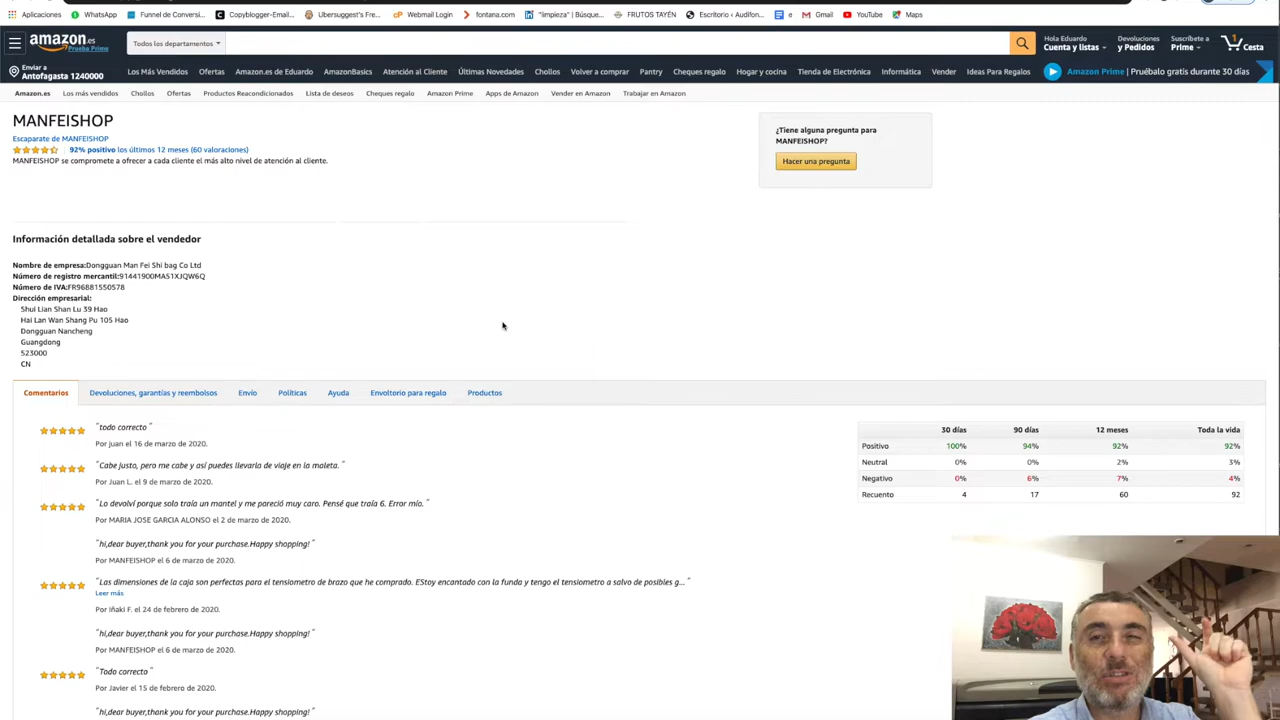 Aplicaciones
WhatsApp
Funnel de Conversi...
Copyblogger-Email...
Ubersuggest's Fre...
Webmail Login
fontana.com
"limpieza" | Búsque...
FRUTOS TAYÉN
Escritorio ‹ Audífon...
e
Gmail
YouTube
Maps
amazon.es
Prueba Prime
Todos los departamentos
Hola Eduardo
Cuenta y listas
Devoluciones
y Pedidos
Suscríbete a
Prime
1
Cesta
Enviar a
Antofagasta 1240000
Los Más Vendidos
Ofertas
Amazon.es de Eduardo
AmazonBasics
Atención al Cliente
Últimas Novedades
Chollos
Volver a comprar
Pantry
Cheques regalo
Hogar y cocina
Tienda de Electrónica
Informática
Vender
Ideas Para Regalos
Amazon Prime | Pruébalo gratis durante 30 días
Amazon.es
Los más vendidos
Chollos
Ofertas
Productos Reacondicionados
Lista de deseos
Cheques regalo
Amazon Prime
Apps de Amazon
Vender en Amazon
Trabajar en Amazon
MANFEISHOP
Escaparate de MANFEISHOP
92% positivo los últimos 12 meses (60 valoraciones)
MANFEISHOP se compromete a ofrecer a cada cliente el más alto nivel de atención al cliente.
¿Tiene alguna pregunta para
MANFEISHOP?
Hacer una pregunta
Información detallada sobre el vendedor
Nombre de empresa:Dongguan Man Fei Shi bag Co Ltd
Número de registro mercantil:91441900MA51XJQW6Q
Número de IVA:FR96881550578
Dirección empresarial:
Shui Lian Shan Lu 39 Hao
Hai Lan Wan Shang Pu 105 Hao
Dongguan Nancheng
Guangdong
523000
CN
Comentarios
Devoluciones, garantías y reembolsos
Envío
Políticas
Ayuda
Envoltorio para regalo
Productos
"todo correcto"
Por juan el 16 de marzo de 2020.
"Cabe justo, pero me cabe y así puedes llevarla de viaje en la maleta."
Por Juan L. el 9 de marzo de 2020.
"Lo devolví porque solo traía un mantel y me pareció muy caro. Pensé que traía 6. Error mío."
Por MARIA JOSE GARCIA ALONSO el 2 de marzo de 2020.
"hi,dear buyer,thank you for your purchase.Happy shopping!"
Por MANFEISHOP el 6 de marzo de 2020.
"Las dimensiones de la caja son perfectas para el tensiometro de brazo que he comprado. EStoy encantado con la funda y tengo el tensiometro a salvo de posibles g..."
Leer más
Por Iñaki F. el 24 de febrero de 2020.
"hi,dear buyer,thank you for your purchase.Happy shopping!"
Por MANFEISHOP el 6 de marzo de 2020.
"Todo correcto"
Por Javier el 15 de febrero de 2020.
"hi,dear buyer,thank you for your purchase.Happy shopping!"
30 días 90 días 12 meses Toda la vida
Positivo 100% 94% 92% 92%
Neutral 0% 0% 2% 3%
Negativo 0% 6% 7% 4%
Recuento 4 17 60 92